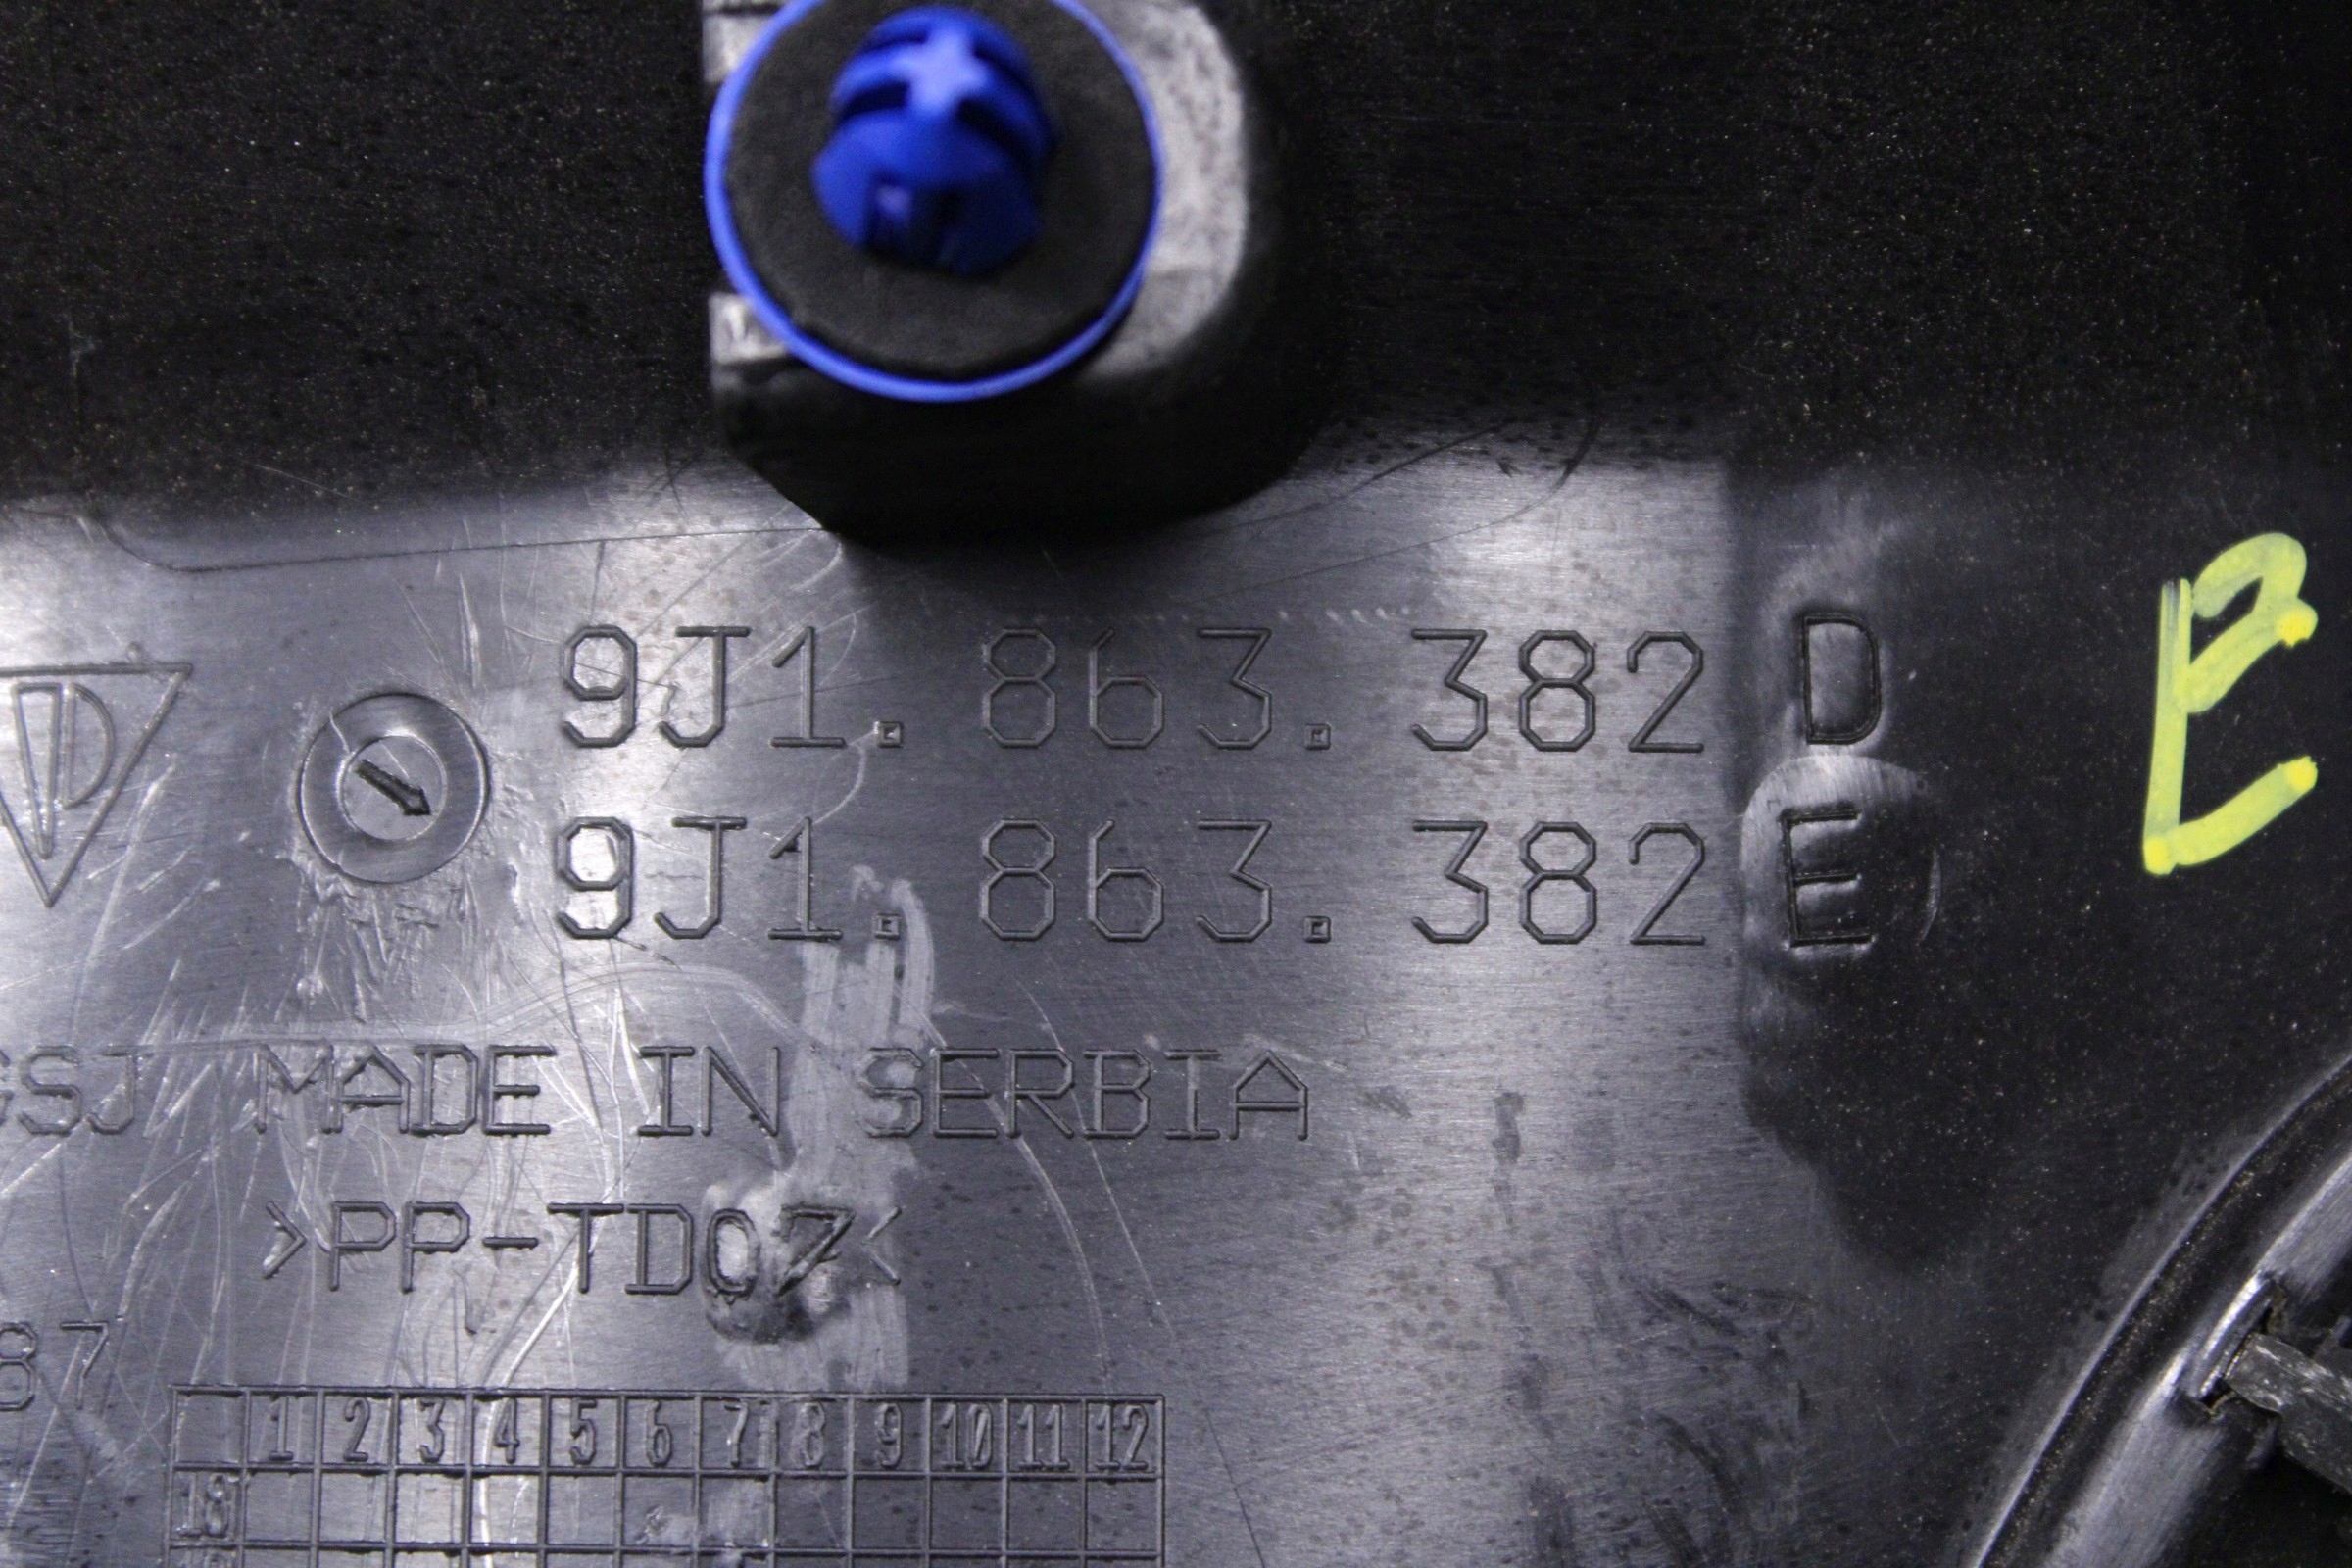 9J1.863.382 D
9J1.863.382 E
E
GSJ MADE IN SERBIA
>PP-TD07<
87
1 2 3 4 5 6 7 8 9 10 11 12
18